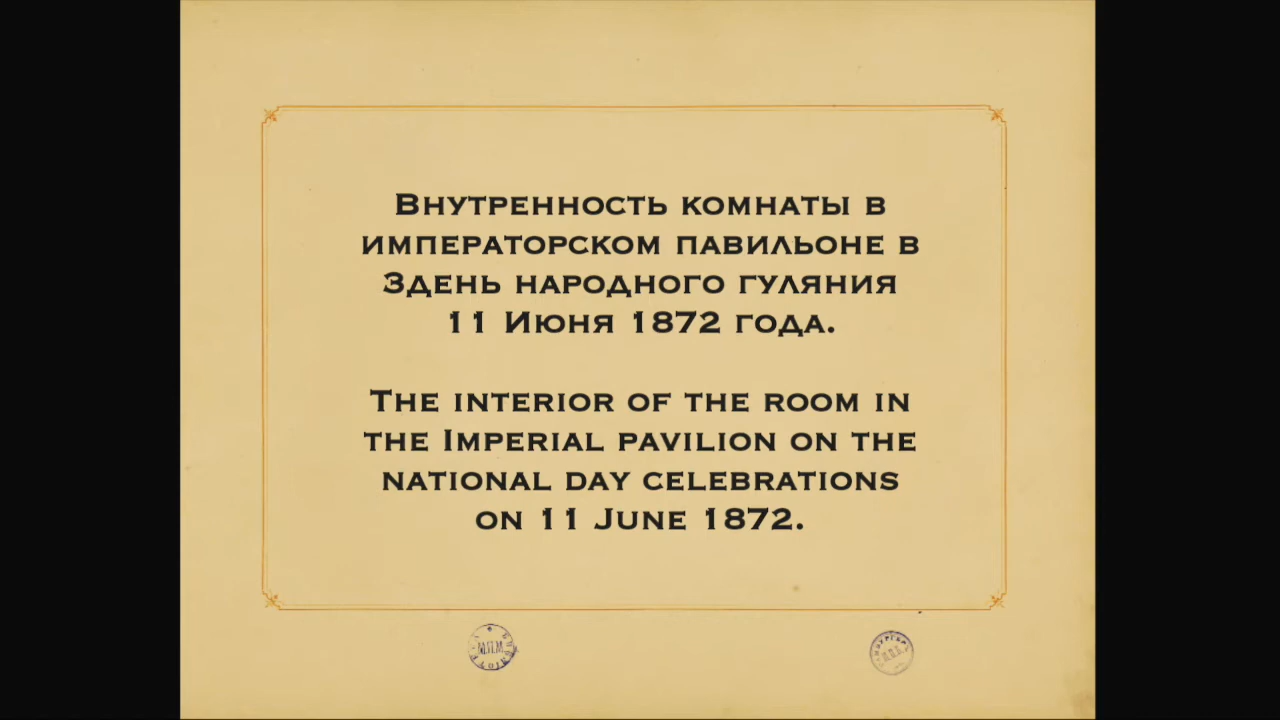 Внутренность комнаты в
императорском павильоне в
Здень народного гуляния
11 Июня 1872 года.
The interior of the room in
the Imperial pavilion on the
national day celebrations
on 11 June 1872.